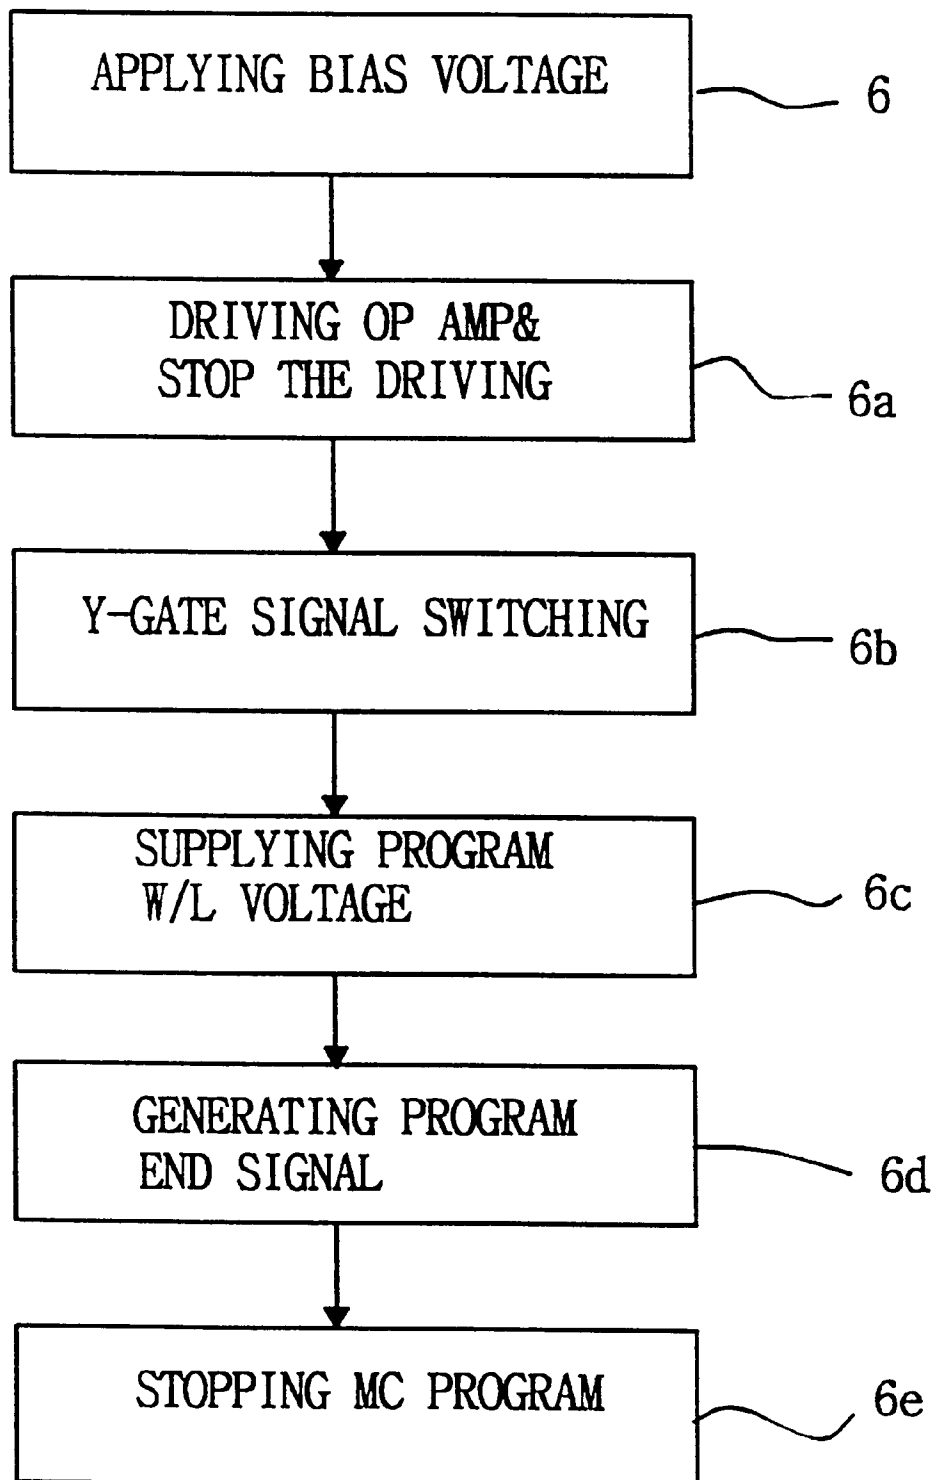 APPLYING BIAS VOLTAGE
6
DRIVING OP AMP&
STOP THE DRIVING
6a
Y-GATE SIGNAL SWITCHING
6b
SUPPLYING PROGRAM
W/L VOLTAGE
6c
GENERATING PROGRAM
END SIGNAL
6d
STOPPING MC PROGRAM
6e